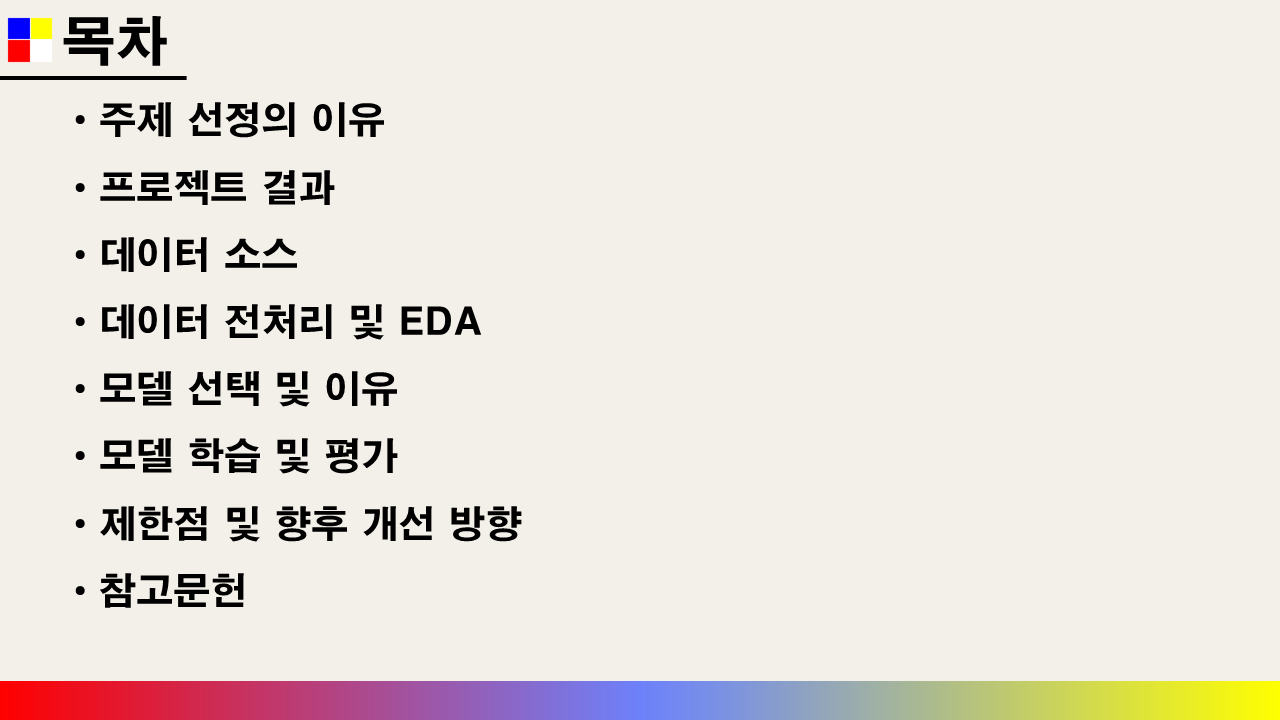 목차
• 주제 선정의 이유
• 프로젝트 결과
• 데이터 소스
• 데이터 전처리 및 EDA
• 모델 선택 및 이유
• 모델 학습 및 평가
• 제한점 및 향후 개선 방향
• 참고문헌